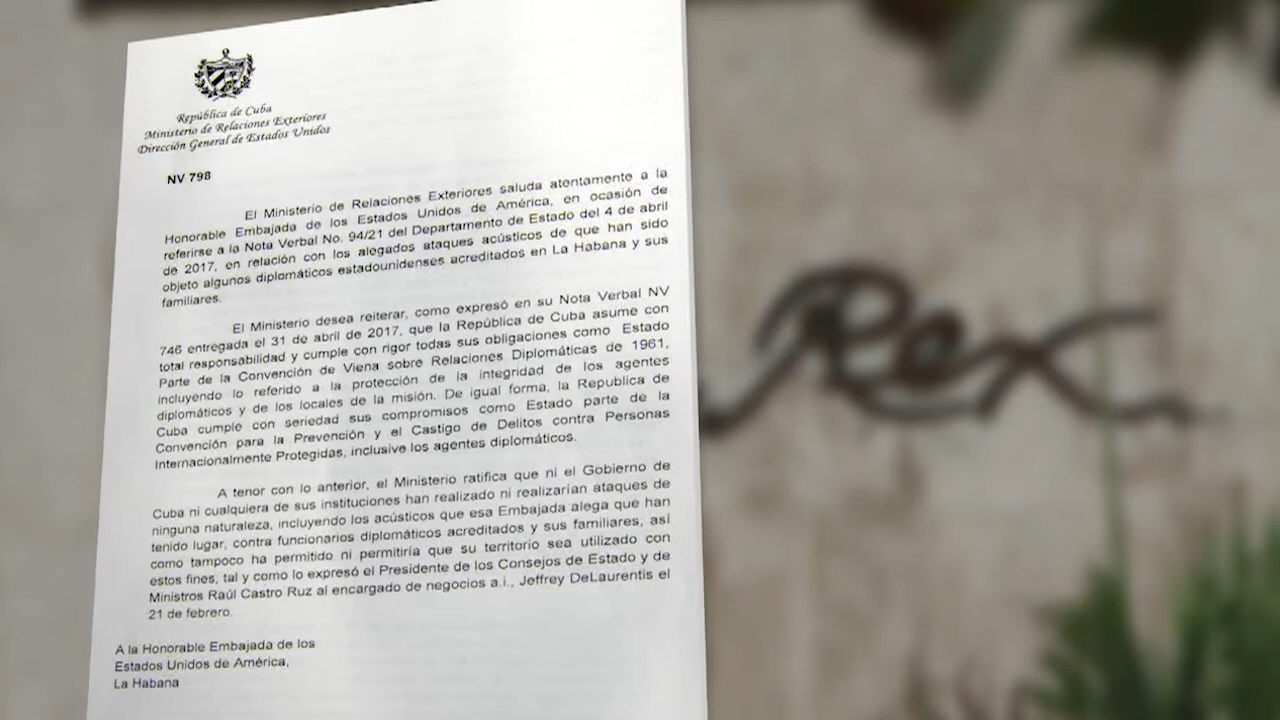 República de Cuba
Ministerio de Relaciones Exteriores
Dirección General de Estados Unidos
NV 798
El Ministerio de Relaciones Exteriores saluda atentamente a la
Honorable Embajada de los Estados Unidos de América, en ocasión de
referirse a la Nota Verbal No. 94/21 del Departamento de Estado del 4 de abril
de 2017, en relación con los alegados ataques acústicos de que han sido
objeto algunos diplomáticos estadounidenses acreditados en La Habana y sus
familiares.
El Ministerio desea reiterar, como expresó en su Nota Verbal NV
746 entregada el 31 de abril de 2017, que la República de Cuba asume con
total responsabilidad y cumple con rigor todas sus obligaciones como Estado
Parte de la Convención de Viena sobre Relaciones Diplomáticas de 1961,
incluyendo lo referido a la protección de la integridad de los agentes
diplomáticos y de los locales de la misión. De igual forma, la Republica de
Cuba cumple con seriedad sus compromisos como Estado parte de la
Convención para la Prevención y el Castigo de Delitos contra Personas
Internacionalmente Protegidas, inclusive los agentes diplomáticos.
A tenor con lo anterior, el Ministerio ratifica que ni el Gobierno de
Cuba ni cualquiera de sus instituciones han realizado ni realizarían ataques de
ninguna naturaleza, incluyendo los acústicos que esa Embajada alega que han
tenido lugar, contra funcionarios diplomáticos acreditados y sus familiares, así
como tampoco ha permitido ni permitiría que su territorio sea utilizado con
estos fines, tal y como lo expresó el Presidente de los Consejos de Estado y de
Ministros Raúl Castro Ruz al encargado de negocios a.i., Jeffrey DeLaurentis el
21 de febrero.
A la Honorable Embajada de los
Estados Unidos de América,
La Habana
Rex